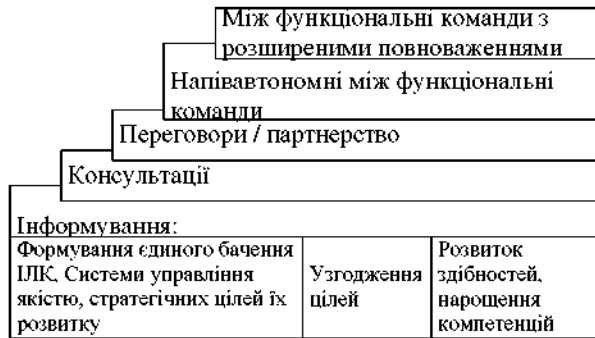 Між функціональні команди з
розширеними повноваженнями
Напівавтономні між функціональні
команди
Переговори / партнерство
Консультації
Інформування:
Формування єдиного бачення
ІЛК, Системи управління
якістю, стратегічних цілей їх
розвитку
Узгодження
цілей
Розвиток
здібностей,
нарощення
компетенцій